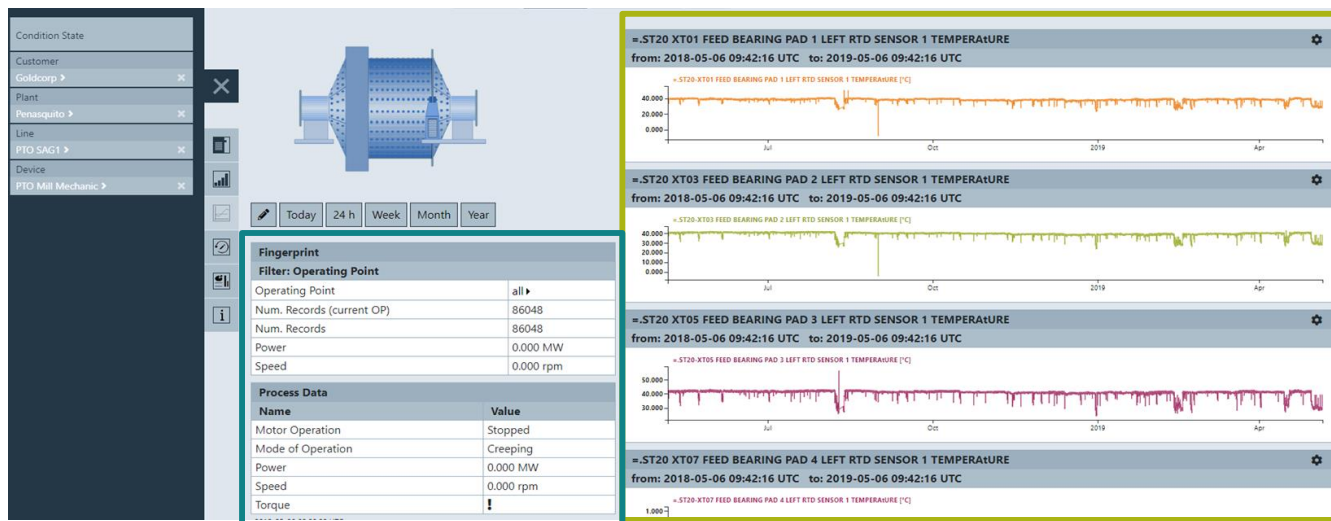 Condition State
Customer
Goldcorp >
Plant
Penasquito >
Line
PTO SAG1 >
Device
PTO Mill Mechanic >
Today 24 h Week Month Year
Fingerprint
Filter: Operating Point
Operating Point all
Num. Records (current OP) 86048
Num. Records 86048
Power 0.000 MW
Speed 0.000 rpm
Process Data
Name Value
Motor Operation Stopped
Mode of Operation Creeping
Power 0.000 MW
Speed 0.000 rpm
Torque !
=.ST20 XT01 FEED BEARING PAD 1 LEFT RTD SENSOR 1 TEMPERAtURE
from: 2018-05-06 09:42:16 UTC to: 2019-05-06 09:42:16 UTC
=.ST20-XT01 FEED BEARING PAD 1 LEFT RTD SENSOR 1 TEMPERAtURE [°C]
40.000
20.000
0.000
Jul Oct 2019 Apr
=.ST20 XT03 FEED BEARING PAD 2 LEFT RTD SENSOR 1 TEMPERAtURE
from: 2018-05-06 09:42:16 UTC to: 2019-05-06 09:42:16 UTC
=.ST20-XT03 FEED BEARING PAD 2 LEFT RTD SENSOR 1 TEMPERAtURE [°C]
40.000
30.000
20.000
10.000
0.000
Jul Oct 2019 Apr
=.ST20 XT05 FEED BEARING PAD 3 LEFT RTD SENSOR 1 TEMPERAtURE
from: 2018-05-06 09:42:16 UTC to: 2019-05-06 09:42:16 UTC
=.ST20-XT05 FEED BEARING PAD 3 LEFT RTD SENSOR 1 TEMPERAtURE [°C]
50.000
40.000
30.000
Jul Oct 2019 Apr
=.ST20 XT07 FEED BEARING PAD 4 LEFT RTD SENSOR 1 TEMPERAtURE
from: 2018-05-06 09:42:16 UTC to: 2019-05-06 09:42:16 UTC
=.ST20-XT07 FEED BEARING PAD 4 LEFT RTD SENSOR 1 TEMPERAtURE [°C]
1.000